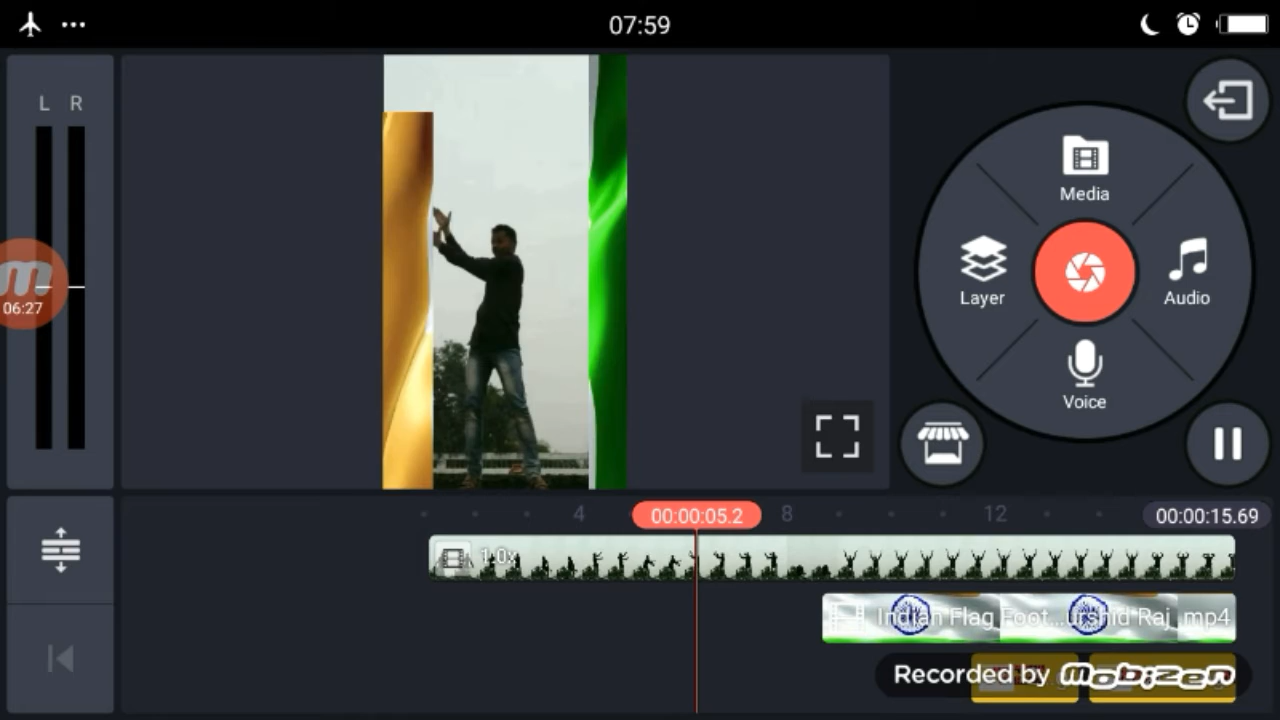 07:59
L R
Media
m
06:27
Layer
Audio
Voice
4
00:00:05.2
8
12
00:00:15.69
1.0x
Indian Flag Foot...urshid Raj mp4
Recorded by mobizen